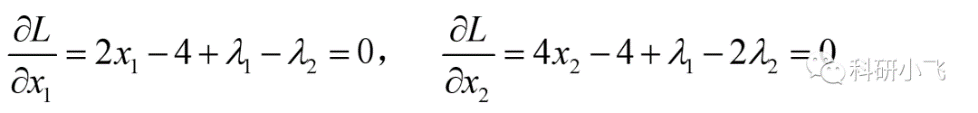 ∂L/∂x₁ = 2x₁ − 4 + λ₁ − λ₂ = 0， ∂L/∂x₂ = 4x₂ − 4 + λ₁ − 2λ₂ = 0
科研小飞